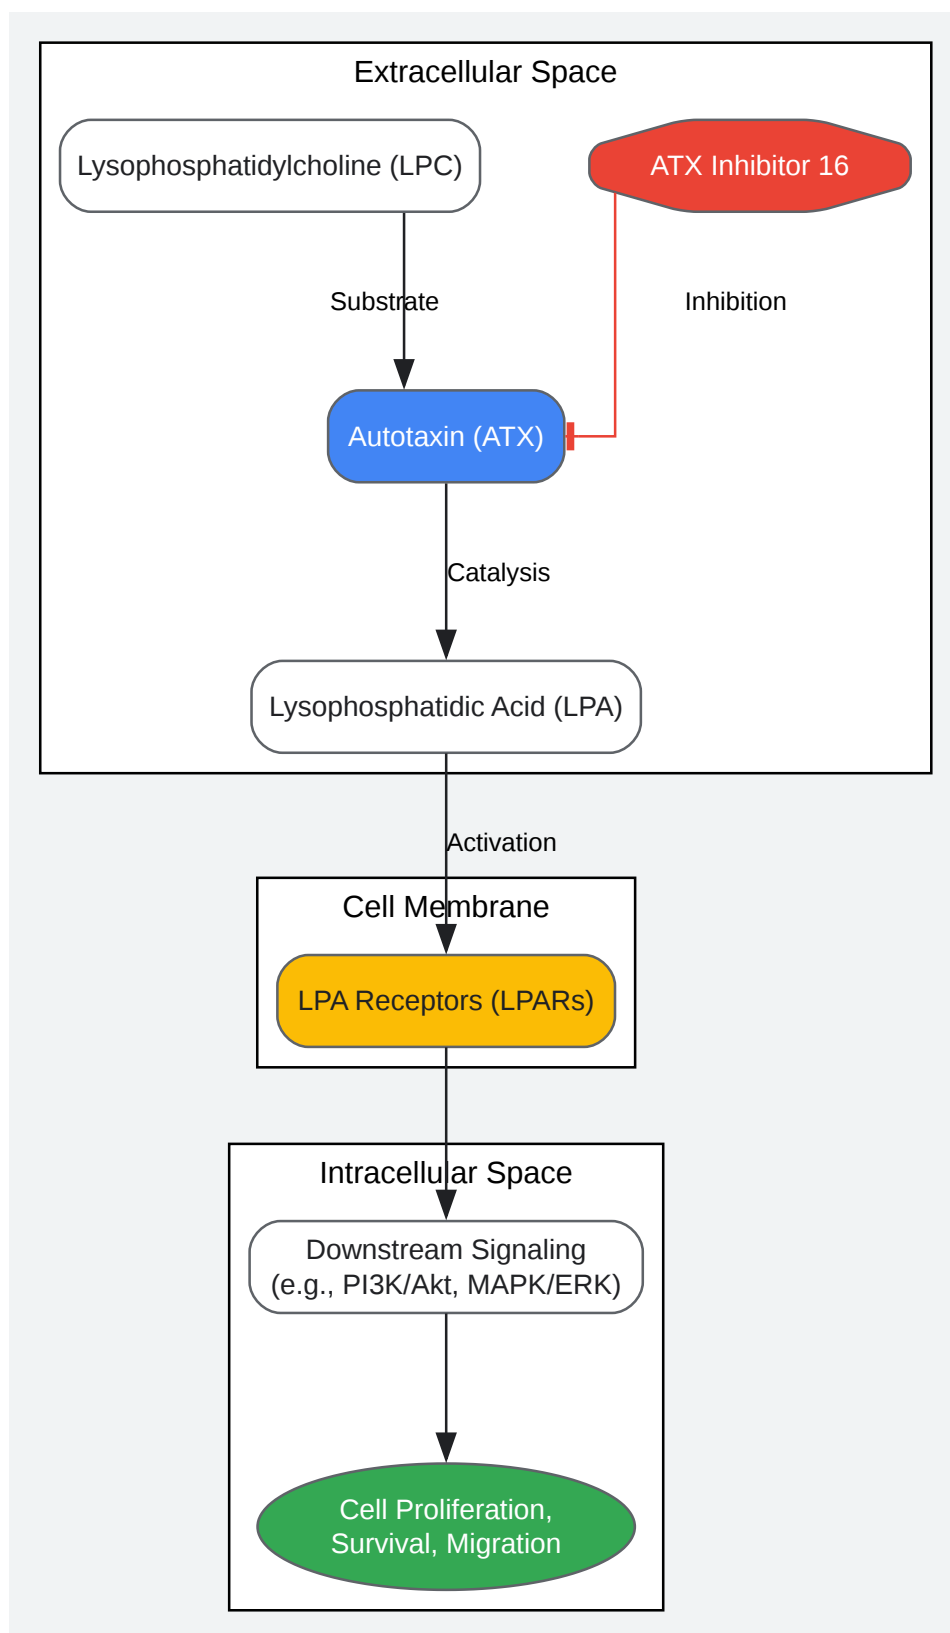 Extracellular Space
Lysophosphatidylcholine (LPC)
ATX Inhibitor 16
Substrate
Inhibition
Autotaxin (ATX)
Catalysis
Lysophosphatidic Acid (LPA)
Activation
Cell Membrane
LPA Receptors (LPARs)
Intracellular Space
Downstream Signaling
(e.g., PI3K/Akt, MAPK/ERK)
Cell Proliferation,
Survival, Migration